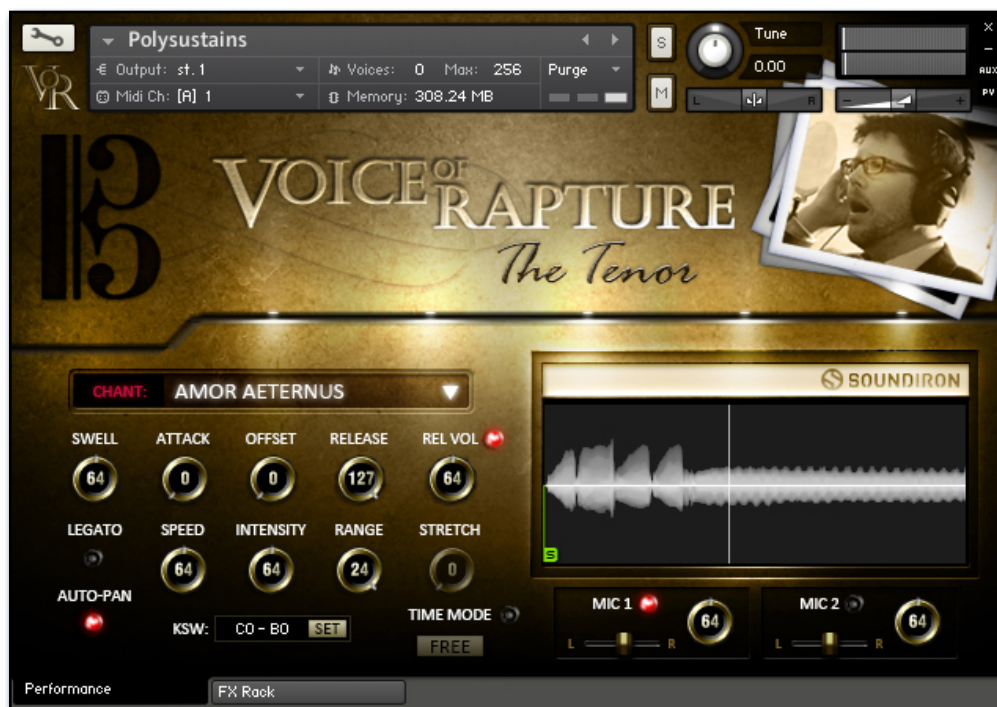 Polysustains
S
Tune
×
–
Output: st.1
Voices: 0 Max: 256
Purge
0.00
AUX
PV
VR
Midi Ch: [A] 1
Memory: 308.24 MB
M
L R
- +
VOICE OF RAPTURE
The Tenor
CHANT: AMOR AETERNUS
SOUNDIRON
SWELL ATTACK OFFSET RELEASE REL VOL
64 0 0 127 64
LEGATO SPEED INTENSITY RANGE STRETCH
64 64 24 0
S
AUTO-PAN
KSW: C0 - B0 SET
TIME MODE
FREE
MIC 1 64
L R
MIC 2 64
L R
Performance
FX Rack